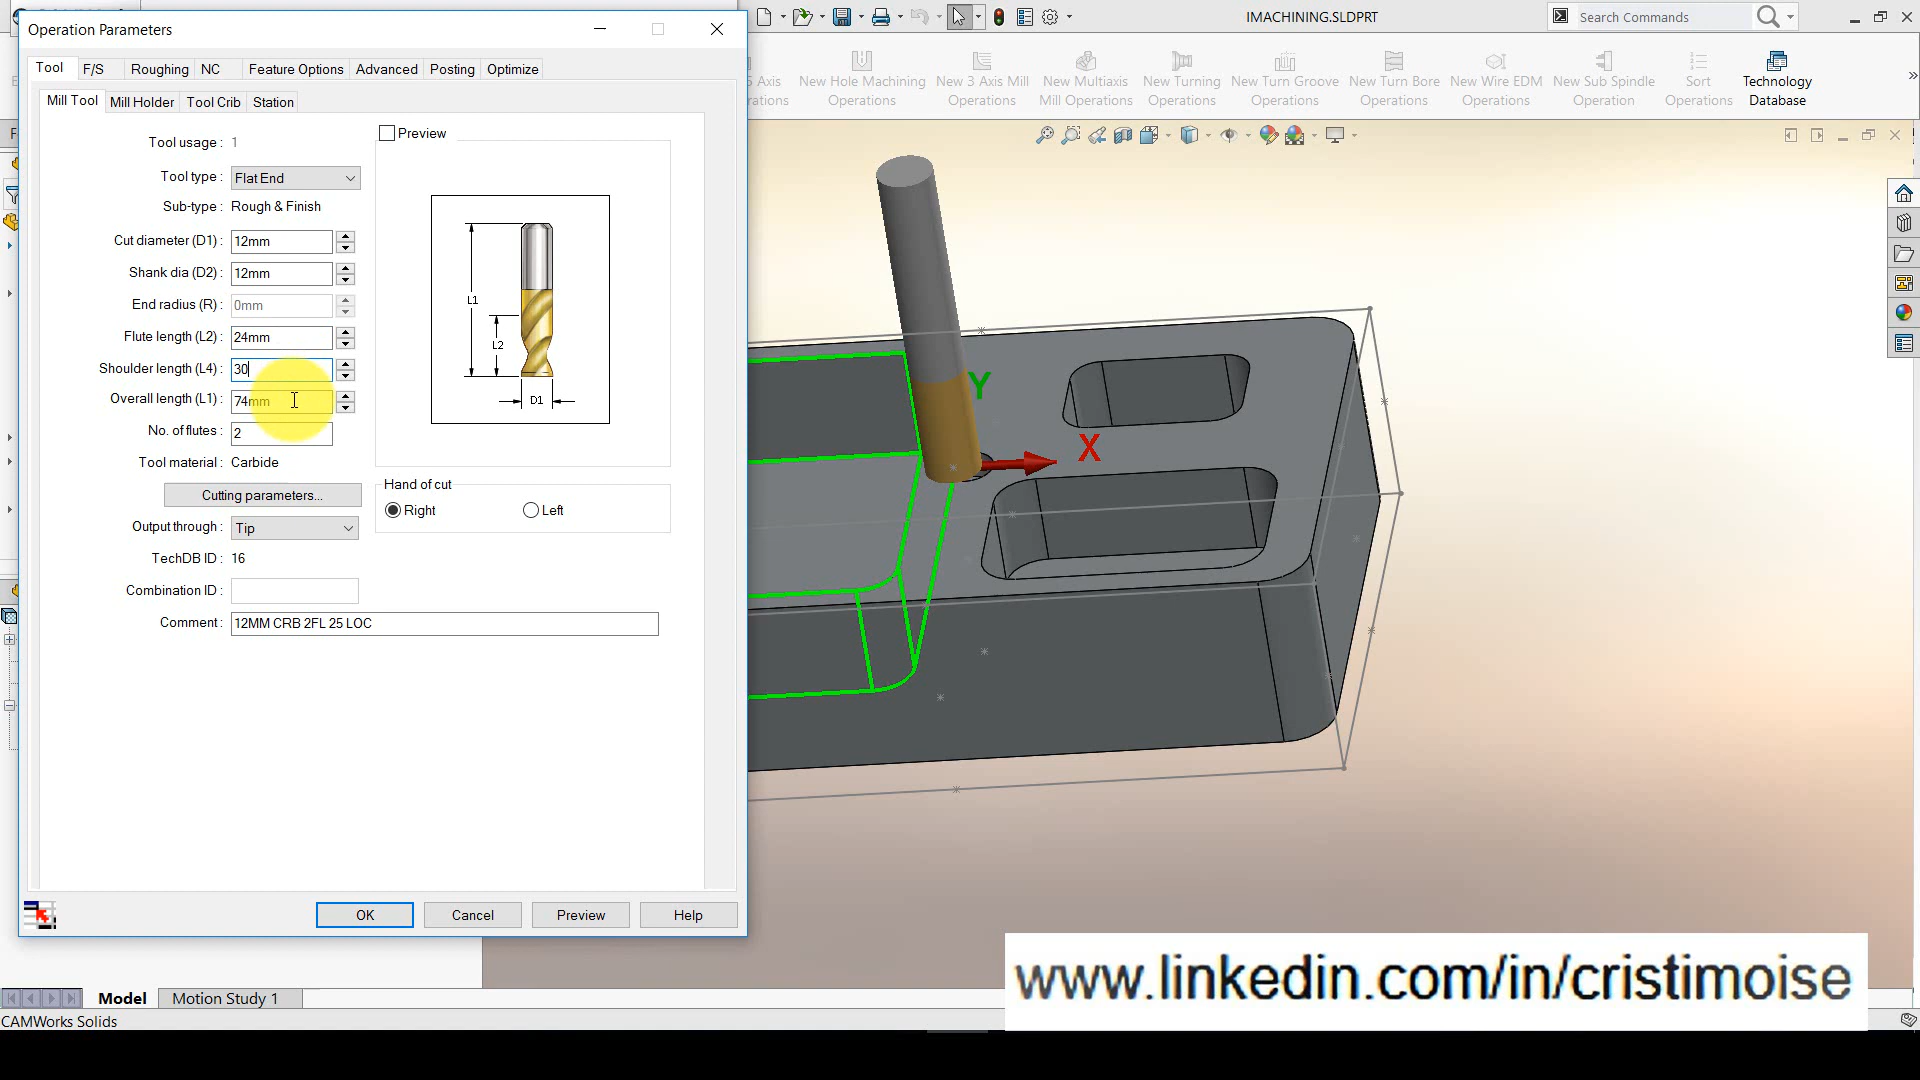 Operation Parameters
IMACHINING.SLDPRT
Search Commands
Tool F/S Roughing NC Feature Options Advanced Posting Optimize
5 Axis
New Hole Machining Operations
New 3 Axis Mill Operations
New Multiaxis Mill Operations
New Turning Operations
New Turn Groove Operations
New Turn Bore Operations
New Wire EDM Operations
New Sub Spindle Operation
Sort Operations
Technology Database
Mill Tool Mill Holder Tool Crib Station
Tool usage : 1
Preview
Tool type : Flat End
Sub-type : Rough & Finish
Cut diameter (D1) : 12mm
Shank dia (D2) : 12mm
End radius (R) : 0mm
Flute length (L2) : 24mm
Shoulder length (L4) : 30
Overall length (L1) : 74mm
No. of flutes : 2
Tool material : Carbide
Cutting parameters...
Output through : Tip
TechDB ID : 16
Combination ID :
Comment : 12MM CRB 2FL 25 LOC
L1
L2
D1
Hand of cut
Right Left
Y
X
OK Cancel Preview Help
Model Motion Study 1
CAMWorks Solids
www.linkedin.com/in/cristimoise